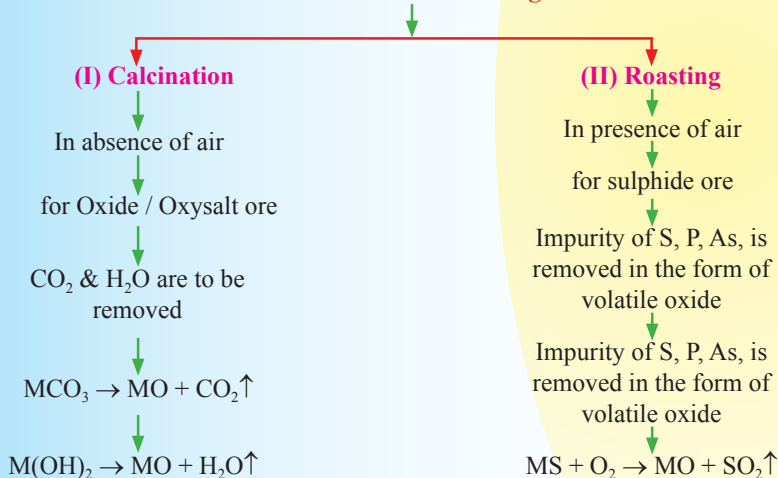 (I) Calcination
In absence of air
for Oxide / Oxysalt ore
CO₂ & H₂O are to be
removed
MCO₃ → MO + CO₂↑
M(OH)₂ → MO + H₂O↑
(II) Roasting
In presence of air
for sulphide ore
Impurity of S, P, As, is
removed in the form of
volatile oxide
Impurity of S, P, As, is
removed in the form of
volatile oxide
MS + O₂ → MO + SO₂↑